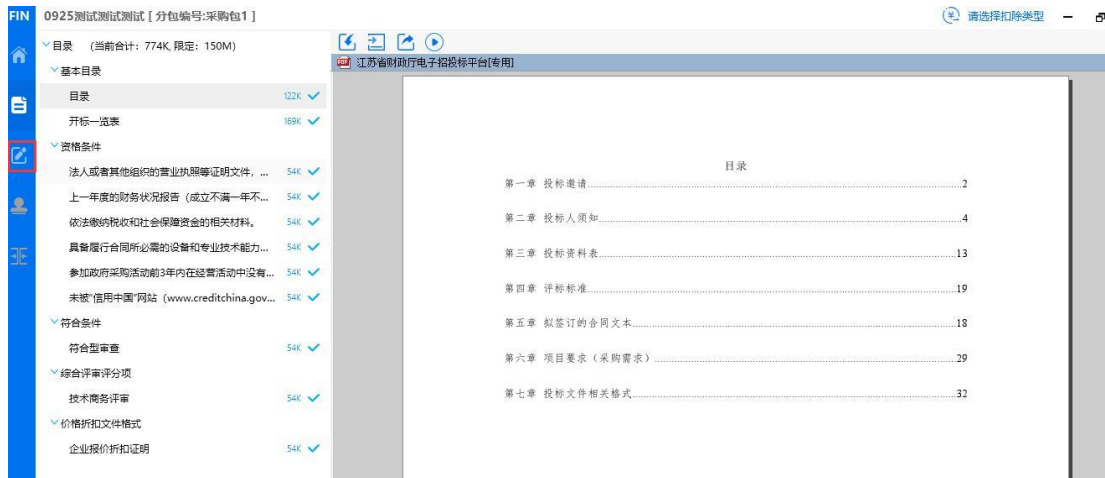 FIN 0925测试测试测试 [ 分包编号:采购包1 ] 请选择扣除类型
目录 (当前合计: 774K, 限定: 150M)
江苏省财政厅电子招投标平台[专用]
基本目录
目录 122K
开标一览表 169K
资格条件
法人或者其他组织的营业执照等证明文件, ... 54K
上一年度的财务状况报告 (成立不满一年不... 54K
依法缴纳税收和社会保障资金的相关材料。 54K
具备履行合同所必需的设备和专业技术能力... 54K
参加政府采购活动前3年内在经营活动中没有... 54K
未被"信用中国"网站 (www.creditchina.gov... 54K
符合条件
符合型审查 54K
综合评审评分项
技术商务评审 54K
价格折扣文件格式
企业报价折扣证明 54K
目录
第一章 投标邀请 2
第二章 投标人须知 4
第三章 投标资料表 13
第四章 评标标准 19
第五章 拟签订的合同文本 18
第六章 项目要求(采购需求) 29
第七章 投标文件相关格式 32